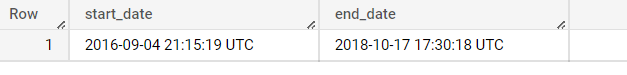 Row start_date end_date
1 2016-09-04 21:15:19 UTC 2018-10-17 17:30:18 UTC